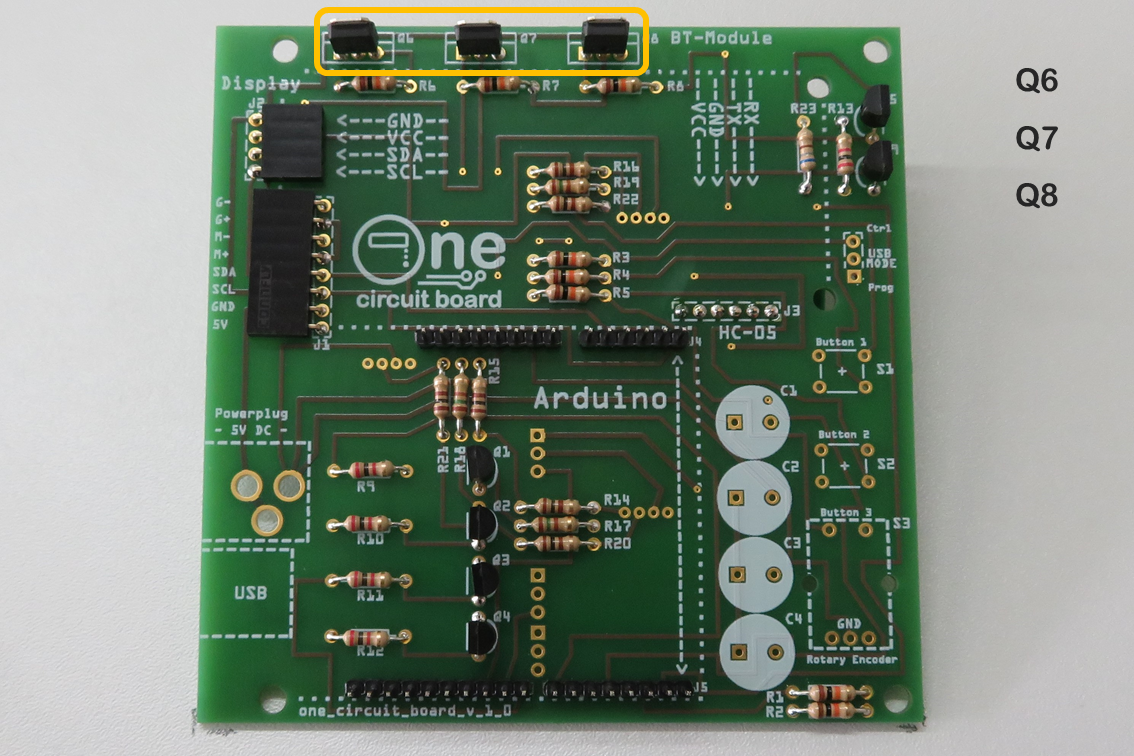 Q6
Q7
8 BT-Module
Display
R6
R7
R8
Q6
Q7
Q8
J2
<----GND---
<----VCC---
<----SDA---
<----SCL---
VCC
GND
TX
RX
R23
R13
5
R16
R19
R22
G-
G+
M-
M+
SDA
SCL
GND
5V
J1
One
circuit board
R3
R4
R5
Ctrl
USB
MODE
Prog
J3
HC-05
J4
Button 1
S1
R15
Arduino
C1
Powerplug
- 5V DC -
R21
R18
Q1
Button 2
S2
C2
R9
Q2
R14
R17
R20
Button 3
S3
R10
Q3
C3
USB
R11
Q4
C4
R12
GND
Rotary Encoder
J5
R1
R2
one_circuit_board_v_1_0